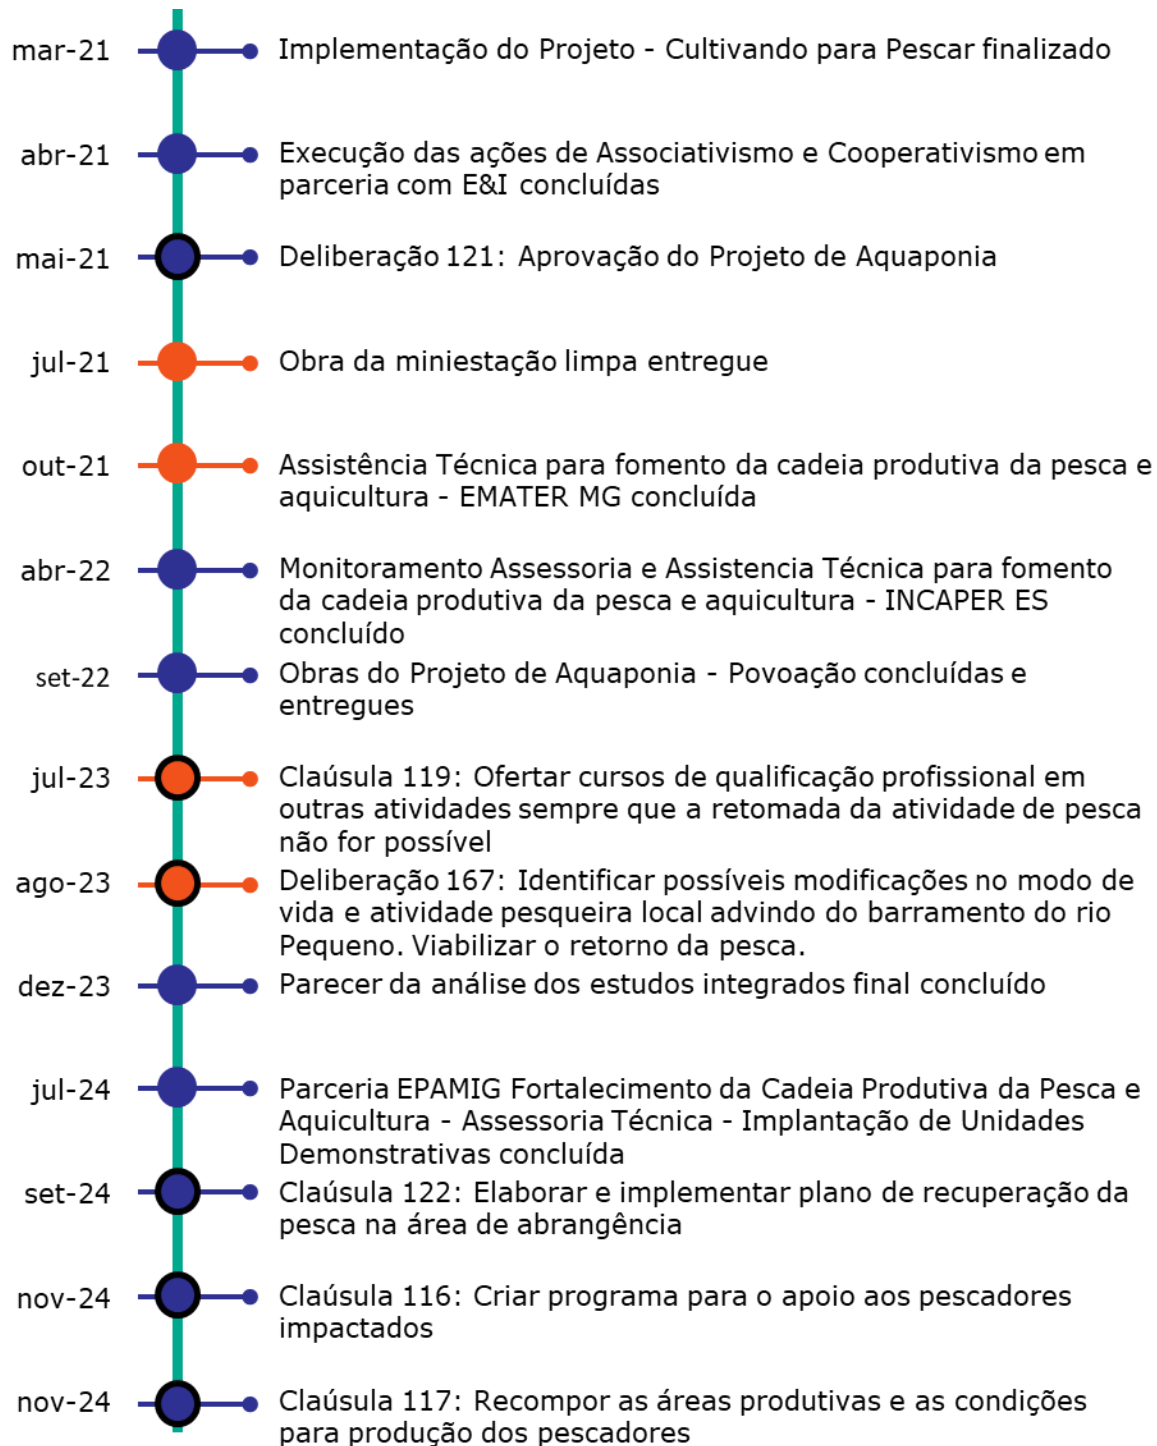 mar-21
Implementação do Projeto - Cultivando para Pescar finalizado
abr-21
Execução das ações de Associativismo e Cooperativismo em
parceria com E&I concluídas
mai-21
Deliberação 121: Aprovação do Projeto de Aquaponia
jul-21
Obra da miniestação limpa entregue
out-21
Assistência Técnica para fomento da cadeia produtiva da pesca e
aquicultura - EMATER MG concluída
abr-22
Monitoramento Assessoria e Assistencia Técnica para fomento
da cadeia produtiva da pesca e aquicultura - INCAPER ES
concluído
set-22
Obras do Projeto de Aquaponia - Povoação concluídas e
entregues
jul-23
Claúsula 119: Ofertar cursos de qualificação profissional em
outras atividades sempre que a retomada da atividade de pesca
não for possível
ago-23
Deliberação 167: Identificar possíveis modificações no modo de
vida e atividade pesqueira local advindo do barramento do rio
Pequeno. Viabilizar o retorno da pesca.
dez-23
Parecer da análise dos estudos integrados final concluído
jul-24
Parceria EPAMIG Fortalecimento da Cadeia Produtiva da Pesca e
Aquicultura - Assessoria Técnica - Implantação de Unidades
Demonstrativas concluída
set-24
Claúsula 122: Elaborar e implementar plano de recuperação da
pesca na área de abrangência
nov-24
Claúsula 116: Criar programa para o apoio aos pescadores
impactados
nov-24
Claúsula 117: Recompor as áreas produtivas e as condições
para produção dos pescadores